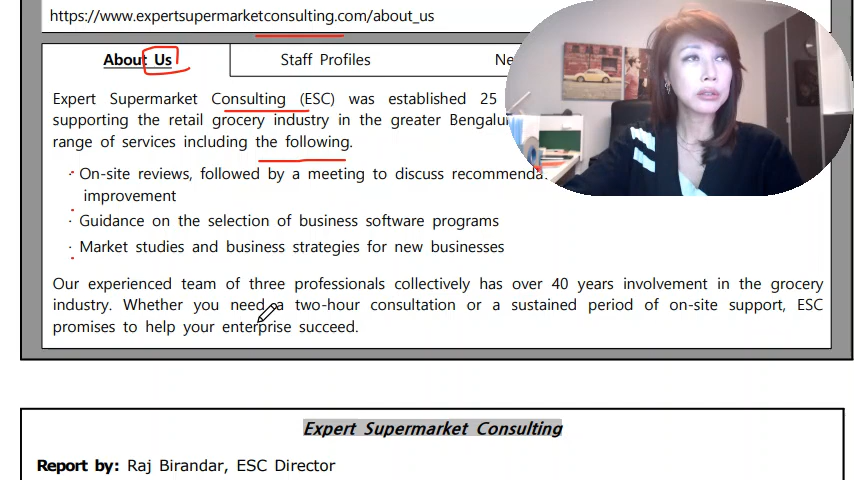 https://www.expertsupermarketconsulting.com/about_us
About Us
Staff Profiles
Expert Supermarket Consulting (ESC) was established 25
supporting the retail grocery industry in the greater
range of services including the following.
· On-site reviews, followed by a meeting to discuss
improvement
· Guidance on the selection of business software programs
· Market studies and business strategies for new businesses
Our experienced team of three professionals collectively has over 40 years involvement in the grocery
industry. Whether you need a two-hour consultation or a sustained period of on-site support, ESC
promises to help your enterprise succeed.
Expert Supermarket Consulting
Report by: Raj Birandar, ESC Director